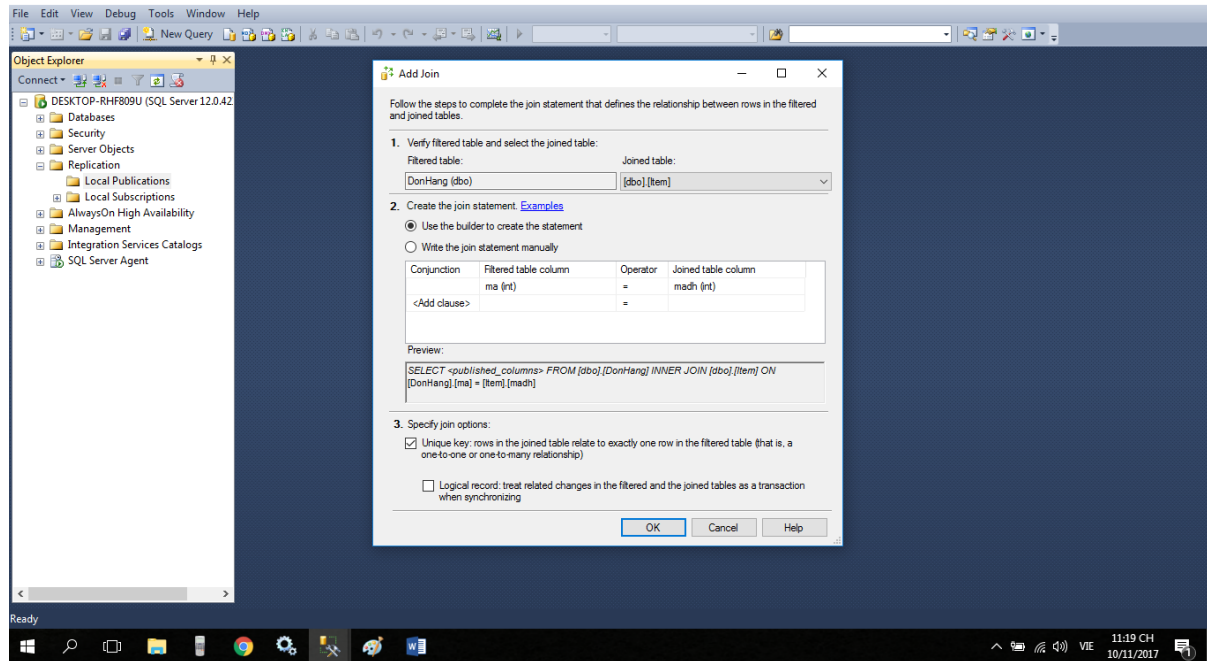 File Edit View Debug Tools Window Help
New Query
Object Explorer
Connect
DESKTOP-RHF809U (SQL Server 12.0.42
Databases
Security
Server Objects
Replication
Local Publications
Local Subscriptions
AlwaysOn High Availability
Management
Integration Services Catalogs
SQL Server Agent
Add Join
Follow the steps to complete the join statement that defines the relationship between rows in the filtered
and joined tables.
1. Verify filtered table and select the joined table:
Filtered table: Joined table:
DonHang (dbo) [dbo].[Item]
2. Create the join statement. Examples
Use the builder to create the statement
Write the join statement manually
Conjunction Filtered table column Operator Joined table column
ma (int) = madh (int)
<Add clause> =
Preview:
SELECT <published_columns> FROM [dbo].[DonHang] INNER JOIN [dbo].[Item] ON
[DonHang].[ma] = [Item].[madh]
3. Specify join options:
Unique key: rows in the joined table relate to exactly one row in the filtered table (that is, a
one-to-one or one-to-many relationship)
Logical record: treat related changes in the filtered and the joined tables as a transaction
when synchronizing
OK Cancel Help
Ready
VIE
11:19 CH
10/11/2017
1